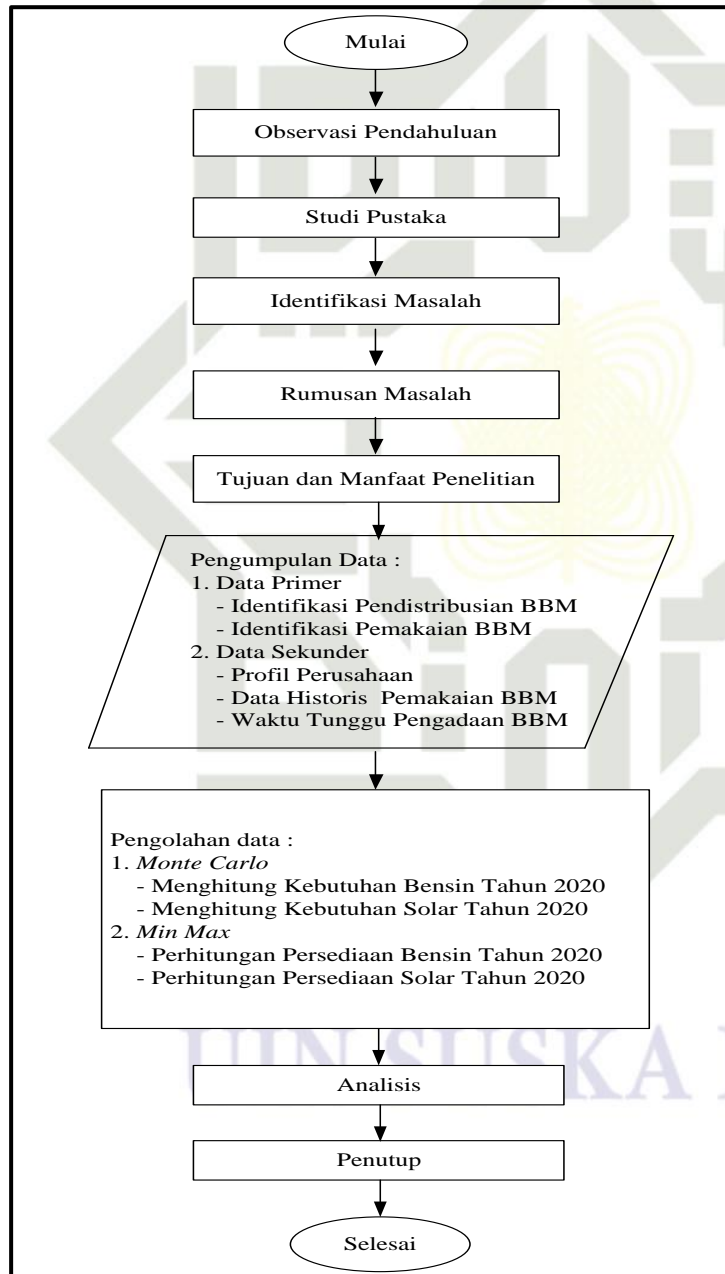 Mulai
Observasi Pendahuluan
Studi Pustaka
Identifikasi Masalah
Rumusan Masalah
Tujuan dan Manfaat Penelitian
Pengumpulan Data :
1. Data Primer
- Identifikasi Pendistribusian BBM
- Identifikasi Pemakaian BBM
2. Data Sekunder
- Profil Perusahaan
- Data Historis Pemakaian BBM
- Waktu Tunggu Pengadaan BBM
Pengolahan data :
1. Monte Carlo
- Menghitung Kebutuhan Bensin Tahun 2020
- Menghitung Kebutuhan Solar Tahun 2020
2. Min Max
- Perhitungan Persediaan Bensin Tahun 2020
- Perhitungan Persediaan Solar Tahun 2020
UIN SUSKA
Analisis
Penutup
Selesai